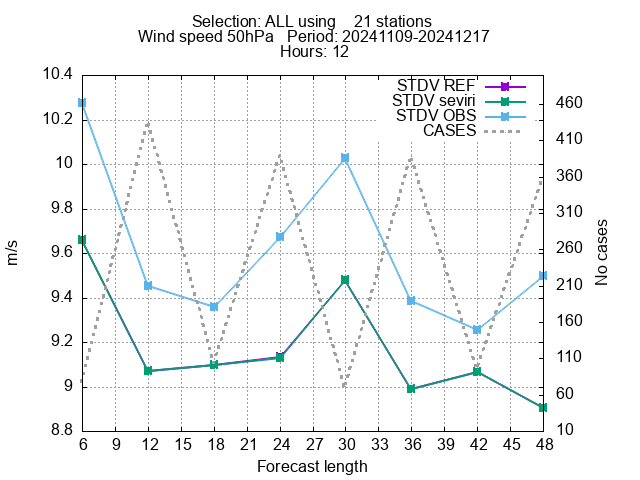 Selection: ALL using 21 stations
Wind speed 50hPa Period: 20241109-20241217
Hours: 12
STDV REF
STDV seviri
STDV OBS
CASES
10.4
10.2
10
9.8
9.6
9.4
9.2
9
8.8
m/s
460
410
360
310
260
210
160
110
60
10
No cases
6 9 12 15 18 21 24 27 30 33 36 39 42 45 48
Forecast length